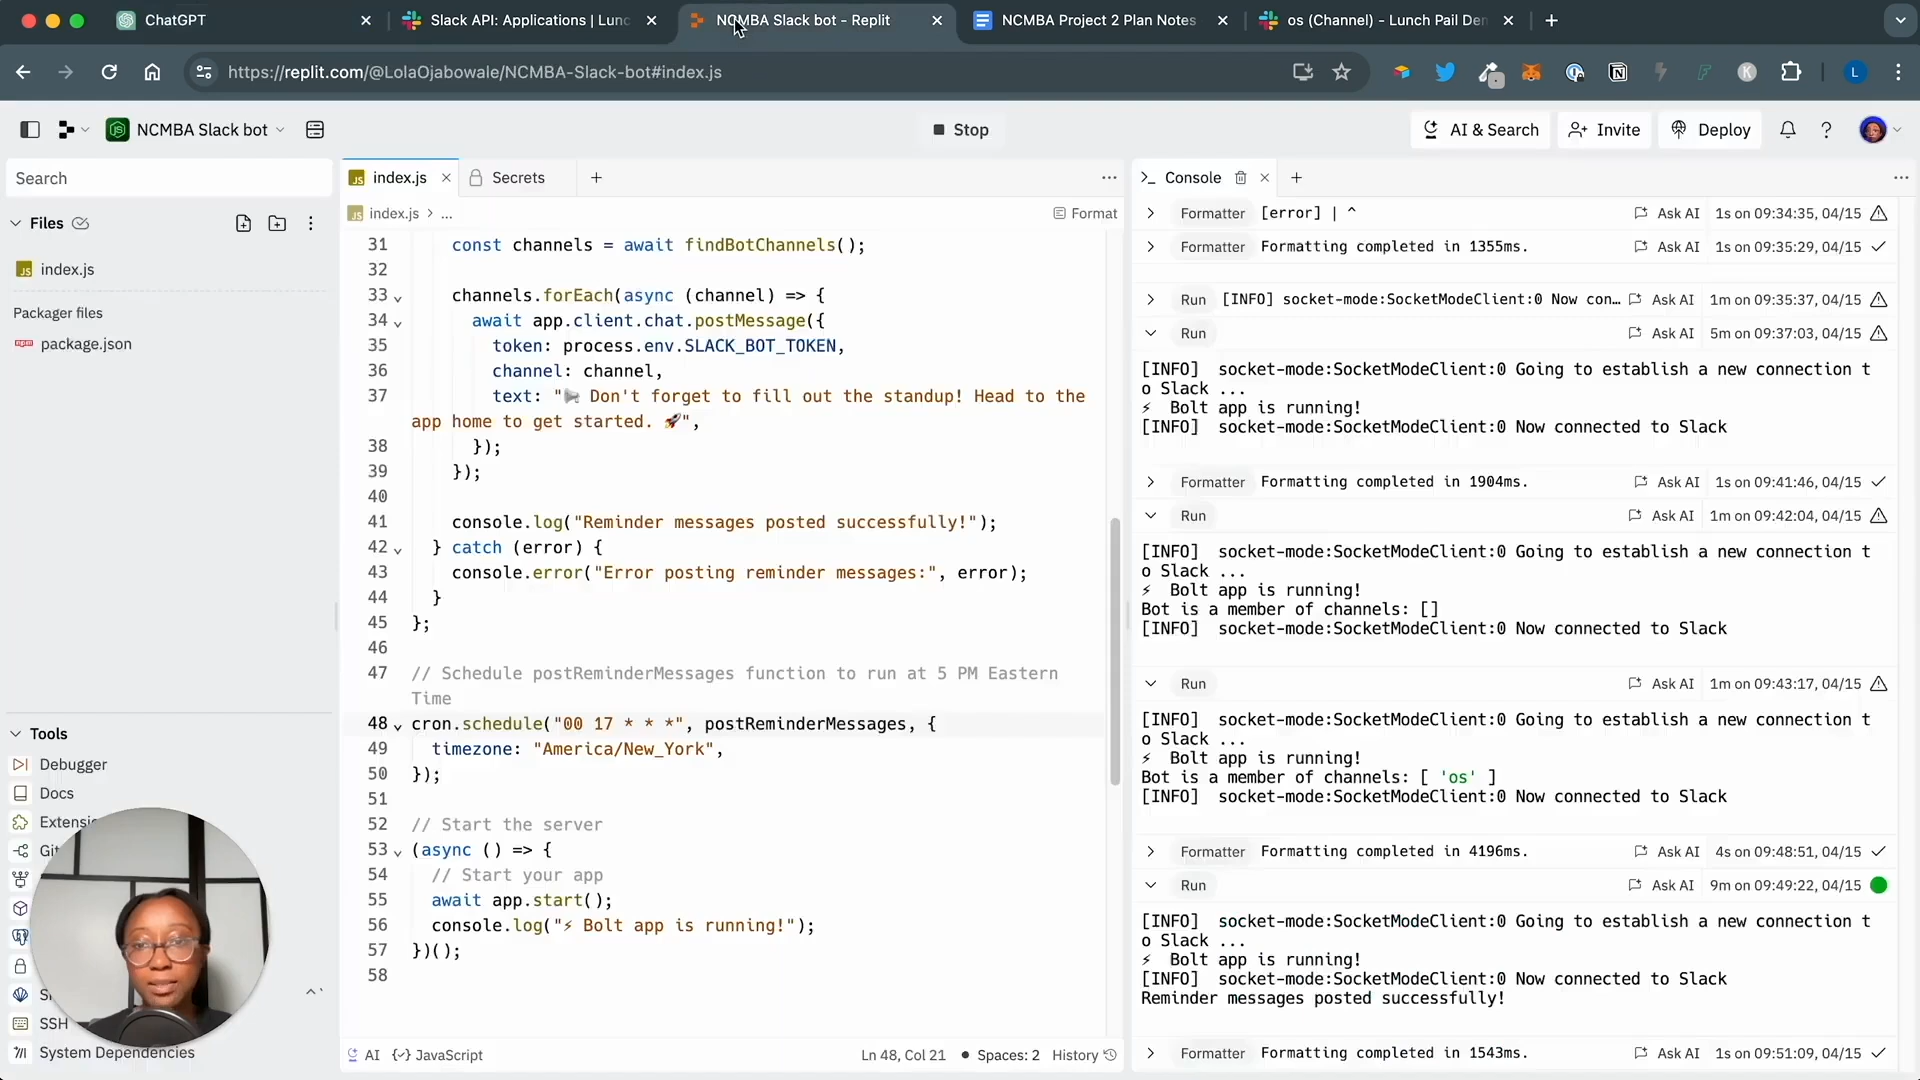 ChatGPT
Slack API: Applications | Lunc
NCMBA Slack bot - Replit
NCMBA Project 2 Plan Notes
os (Channel) - Lunch Pail Den
https://replit.com/@LolaOjabowale/NCMBA-Slack-bot#index.js
L
NCMBA Slack bot
Stop
AI & Search
Invite
Deploy
Search
Files
index.js
Packager files
package.json
Tools
Debugger
Docs
Extensi
Gi
SSH
System Dependencies
index.js
Secrets
index.js > ...
Format
31 const channels = await findBotChannels();
32
33 channels.forEach(async (channel) => {
34 await app.client.chat.postMessage({
35 token: process.env.SLACK_BOT_TOKEN,
36 channel: channel,
37 text: "📢 Don't forget to fill out the standup! Head to the
app home to get started. 🚀",
38 });
39 });
40
41 console.log("Reminder messages posted successfully!");
42 } catch (error) {
43 console.error("Error posting reminder messages:", error);
44 }
45 };
46
47 // Schedule postReminderMessages function to run at 5 PM Eastern
Time
48 cron.schedule("00 17 * * *", postReminderMessages, {
49 timezone: "America/New_York",
50 });
51
52 // Start the server
53 (async () => {
54 // Start your app
55 await app.start();
56 console.log("⚡ Bolt app is running!");
57 })();
58
AI {} JavaScript
Ln 48, Col 21 • Spaces: 2 History
Console
Formatter [error] | ^ Ask AI 1s on 09:34:35, 04/15
Formatter Formatting completed in 1355ms. Ask AI 1s on 09:35:29, 04/15
Run [INFO] socket-mode:SocketModeClient:0 Now con… Ask AI 1m on 09:35:37, 04/15
Run Ask AI 5m on 09:37:03, 04/15
[INFO] socket-mode:SocketModeClient:0 Going to establish a new connection t
o Slack ...
⚡ Bolt app is running!
[INFO] socket-mode:SocketModeClient:0 Now connected to Slack
Formatter Formatting completed in 1904ms. Ask AI 1s on 09:41:46, 04/15
Run Ask AI 1m on 09:42:04, 04/15
[INFO] socket-mode:SocketModeClient:0 Going to establish a new connection t
o Slack ...
⚡ Bolt app is running!
Bot is a member of channels: []
[INFO] socket-mode:SocketModeClient:0 Now connected to Slack
Run Ask AI 1m on 09:43:17, 04/15
[INFO] socket-mode:SocketModeClient:0 Going to establish a new connection t
o Slack ...
⚡ Bolt app is running!
Bot is a member of channels: [ 'os' ]
[INFO] socket-mode:SocketModeClient:0 Now connected to Slack
Formatter Formatting completed in 4196ms. Ask AI 4s on 09:48:51, 04/15
Run Ask AI 9m on 09:49:22, 04/15
[INFO] socket-mode:SocketModeClient:0 Going to establish a new connection t
o Slack ...
⚡ Bolt app is running!
[INFO] socket-mode:SocketModeClient:0 Now connected to Slack
Reminder messages posted successfully!
Formatter Formatting completed in 1543ms. Ask AI 1s on 09:51:09, 04/15